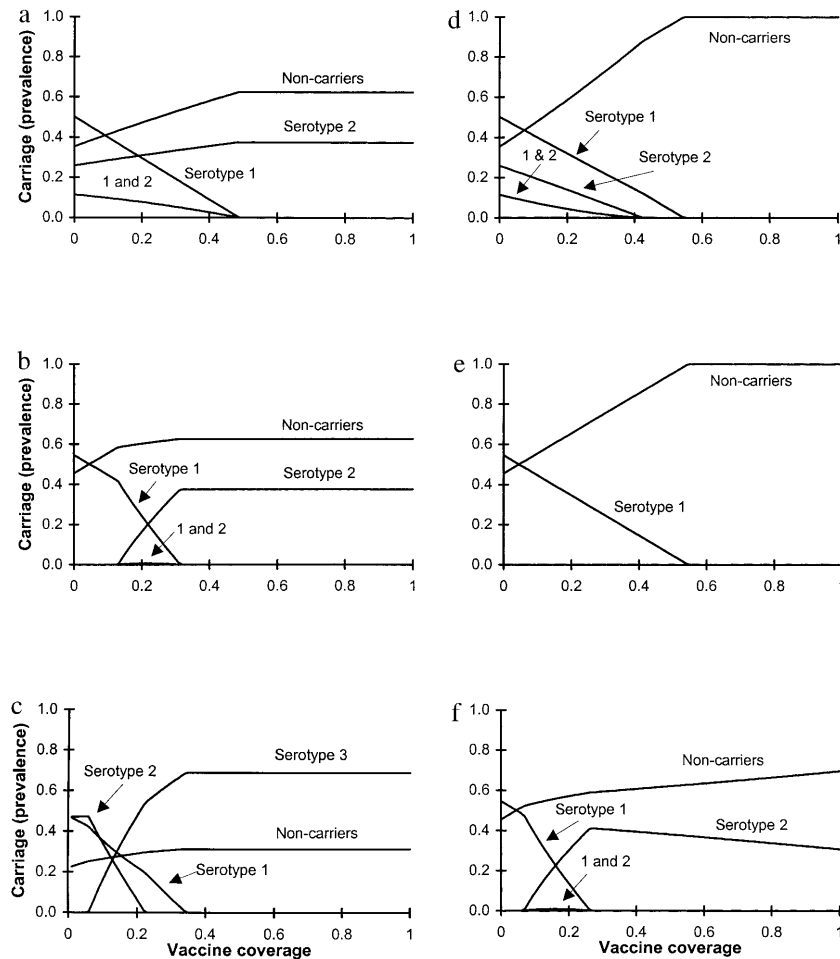 a
Carriage (prevalence)
1.0
0.8
0.6
0.4
0.2
0.0
Non-carriers
Serotype 2
Serotype 1
1 and 2
0 0.2 0.4 0.6 0.8 1
d
1.0
0.8
0.6
0.4
0.2
0.0
Non-carriers
Serotype 1
1 & 2
Serotype 2
0 0.2 0.4 0.6 0.8 1
b
Carriage (prevalence)
1.0
0.8
0.6
0.4
0.2
0.0
Non-carriers
Serotype 1
Serotype 2
1 and 2
0 0.2 0.4 0.6 0.8 1
e
1.0
0.8
0.6
0.4
0.2
0.0
Non-carriers
Serotype 1
0 0.2 0.4 0.6 0.8 1
c
Carriage (prevalence)
1.0
0.8
0.6
0.4
0.2
0.0
Serotype 3
Serotype 2
Non-carriers
Serotype 1
0 0.2 0.4 0.6 0.8 1
Vaccine coverage
f
1.0
0.8
0.6
0.4
0.2
0.0
Non-carriers
Serotype 1
Serotype 2
1 and 2
0 0.2 0.4 0.6 0.8 1
Vaccine coverage